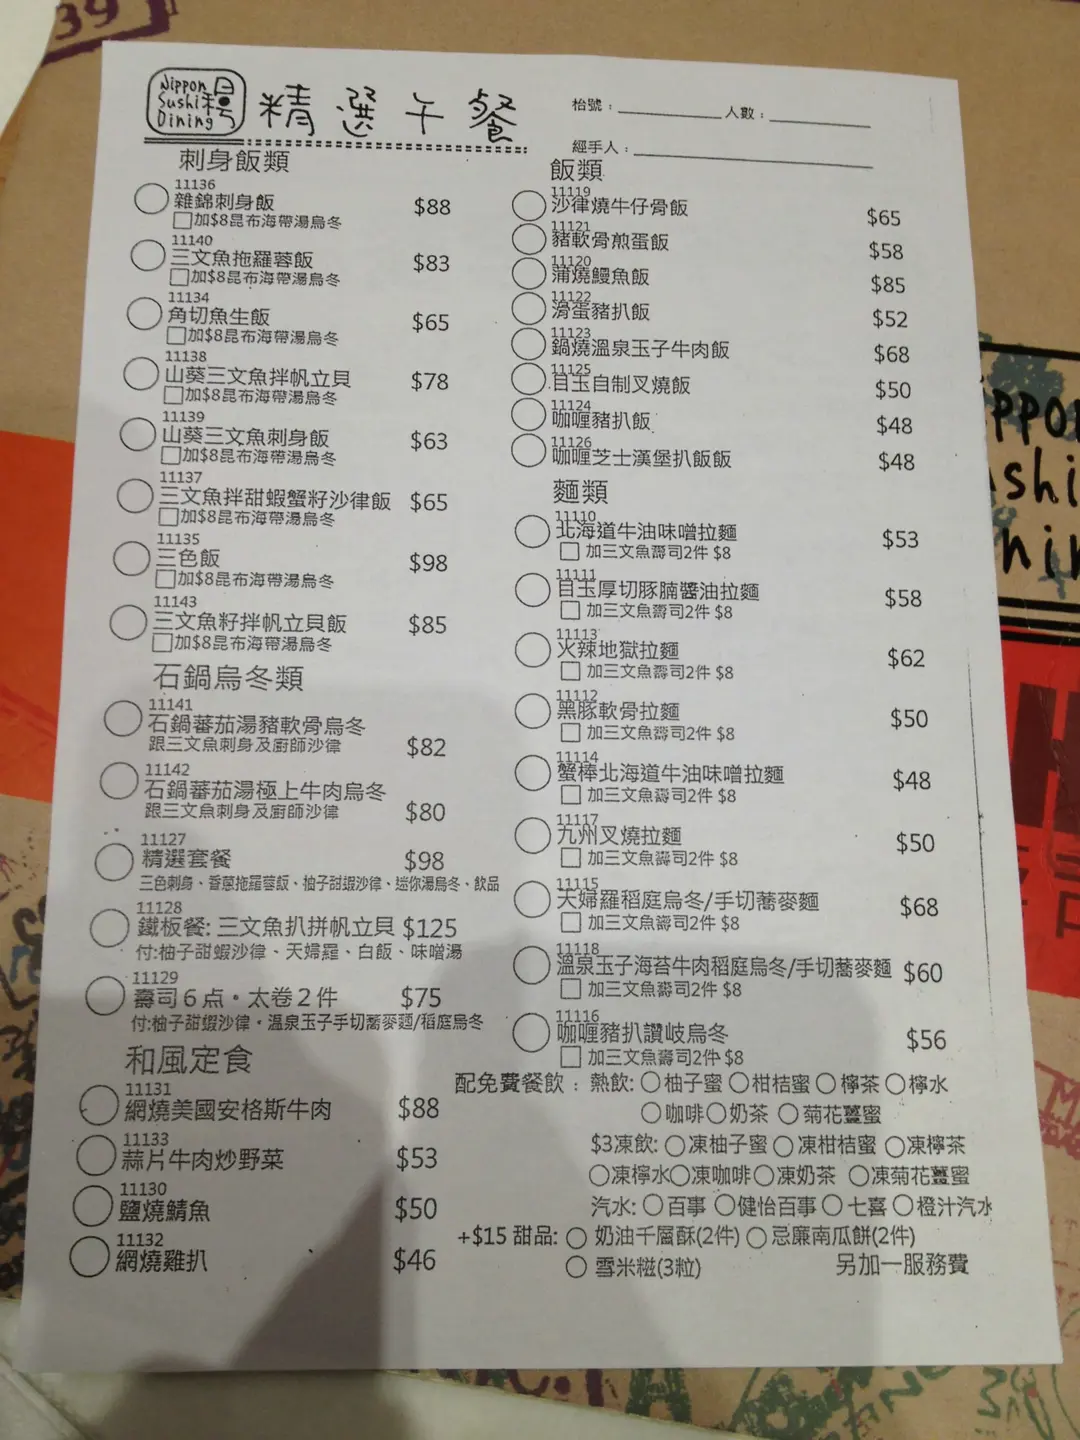 Nippon
Sushi
Dining
精選午餐
枱號：
人數：
經手人：
刺身飯類
11136
雜錦刺身飯 $88
加$8昆布海帶湯烏冬
11140
三文魚拖羅蓉飯 $83
加$8昆布海帶湯烏冬
11134
角切魚生飯 $65
加$8昆布海帶湯烏冬
11138
山葵三文魚拌帆立貝 $78
加$8昆布海帶湯烏冬
11139
山葵三文魚刺身飯 $63
加$8昆布海帶湯烏冬
11137
三文魚拌甜蝦蟹籽沙律飯 $65
加$8昆布海帶湯烏冬
11135
三色飯 $98
加$8昆布海帶湯烏冬
11143
三文魚籽拌帆立貝飯 $85
加$8昆布海帶湯烏冬
石鍋烏冬類
11141
石鍋蕃茄湯豬軟骨烏冬
跟三文魚刺身及廚師沙律 $82
11142
石鍋蕃茄湯極上牛肉烏冬
跟三文魚刺身及廚師沙律 $80
11127
精選套餐 $98
三色刺身、香蔥拖羅蓉飯、柚子甜蝦沙律、迷你湯烏冬、飲品
11128
鐵板餐: 三文魚扒拼帆立貝 $125
付:柚子甜蝦沙律、天婦羅、白飯、味噌湯
11129
壽司6点・太卷2件 $75
付:柚子甜蝦沙律・溫泉玉子手切蕎麥麵/稻庭烏冬
和風定食
11131
網燒美國安格斯牛肉 $88
11133
蒜片牛肉炒野菜 $53
11130
鹽燒鯖魚 $50
11132
網燒雞扒 $46
飯類
11119
沙律燒牛仔骨飯 $65
11121
豬軟骨煎蛋飯 $58
11120
蒲燒鰻魚飯 $85
11122
滑蛋豬扒飯 $52
11123
鍋燒溫泉玉子牛肉飯 $68
11125
目玉自制叉燒飯 $50
11124
咖喱豬扒飯 $48
11126
咖喱芝士漢堡扒飯飯 $48
麵類
11110
北海道牛油味噌拉麵 $53
加三文魚壽司2件 $8
11111
目玉厚切豚腩醬油拉麵 $58
加三文魚壽司2件 $8
11113
火辣地獄拉麵 $62
加三文魚壽司2件 $8
11112
黑豚軟骨拉麵 $50
加三文魚壽司2件 $8
11114
蟹棒北海道牛油味噌拉麵 $48
加三文魚壽司2件 $8
11117
九州叉燒拉麵 $50
加三文魚壽司2件 $8
11115
天婦羅稻庭烏冬/手切蕎麥麵 $68
加三文魚壽司2件 $8
11118
溫泉玉子海苔牛肉稻庭烏冬/手切蕎麥麵 $60
加三文魚壽司2件 $8
11116
咖喱豬扒讚岐烏冬 $56
加三文魚壽司2件 $8
配免費餐飲：熱飲: 柚子蜜 柑桔蜜 檸茶 檸水
咖啡 奶茶 菊花薑蜜
$3凍飲: 凍柚子蜜 凍柑桔蜜 凍檸茶
凍檸水 凍咖啡 凍奶茶 凍菊花薑蜜
汽水: 百事 健怡百事 七喜 橙汁汽水
+$15 甜品: 奶油千層酥(2件) 忌廉南瓜餅(2件)
雪米糍(3粒) 另加一服務費
39